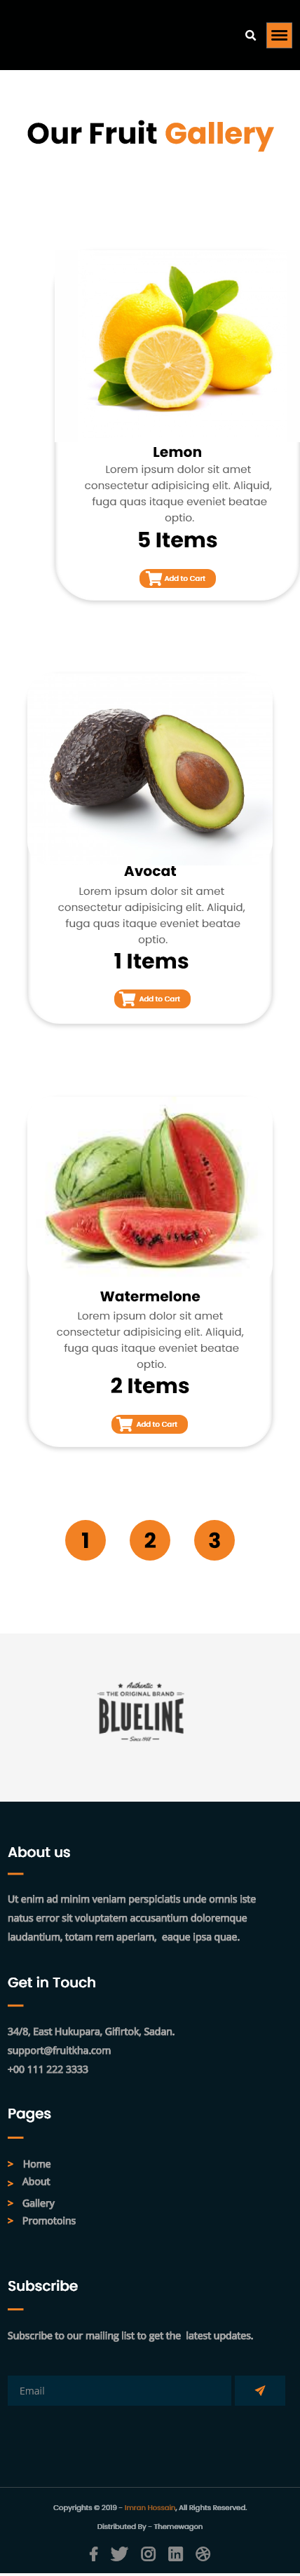 Our Fruit Gallery
Lemon
Lorem ipsum dolor sit amet
consectetur adipisicing elit. Aliquid,
fuga quas itaque eveniet beatae
optio.
5 Items
Add to Cart
Avocat
Lorem ipsum dolor sit amet
consectetur adipisicing elit. Aliquid,
fuga quas itaque eveniet beatae
optio.
1 Items
Add to Cart
Watermelone
Lorem ipsum dolor sit amet
consectetur adipisicing elit. Aliquid,
fuga quas itaque eveniet beatae
optio.
2 Items
Add to Cart
1 2 3
Authentic
THE ORIGINAL BRAND
BLUELINE
About us
Ut enim ad minim veniam perspiciatis unde omnis iste
natus error sit voluptatem accusantium doloremque
laudantium, totam rem aperiam, eaque ipsa quae.
Get in Touch
34/8, East Hukupara, Gifirtok, Sadan.
support@fruitkha.com
+00 111 222 3333
Pages
> Home
> About
> Gallery
> Promotoins
Subscribe
Subscribe to our mailing list to get the latest updates.
Email
Copyrights © 2019 - Imran Hossain, All Rights Reserved.
Distributed By - Themewagon